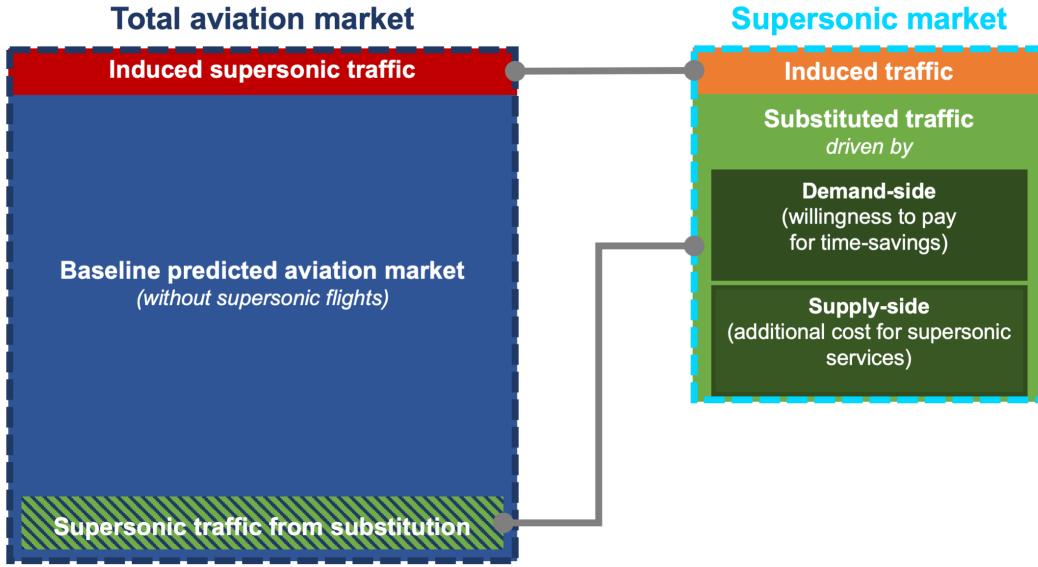 Total aviation market
Induced supersonic traffic
Baseline predicted aviation market
(without supersonic flights)
Supersonic traffic from substitution
Supersonic market
Induced traffic
Substituted traffic
driven by
Demand-side
(willingness to pay
for time-savings)
Supply-side
(additional cost for supersonic
services)